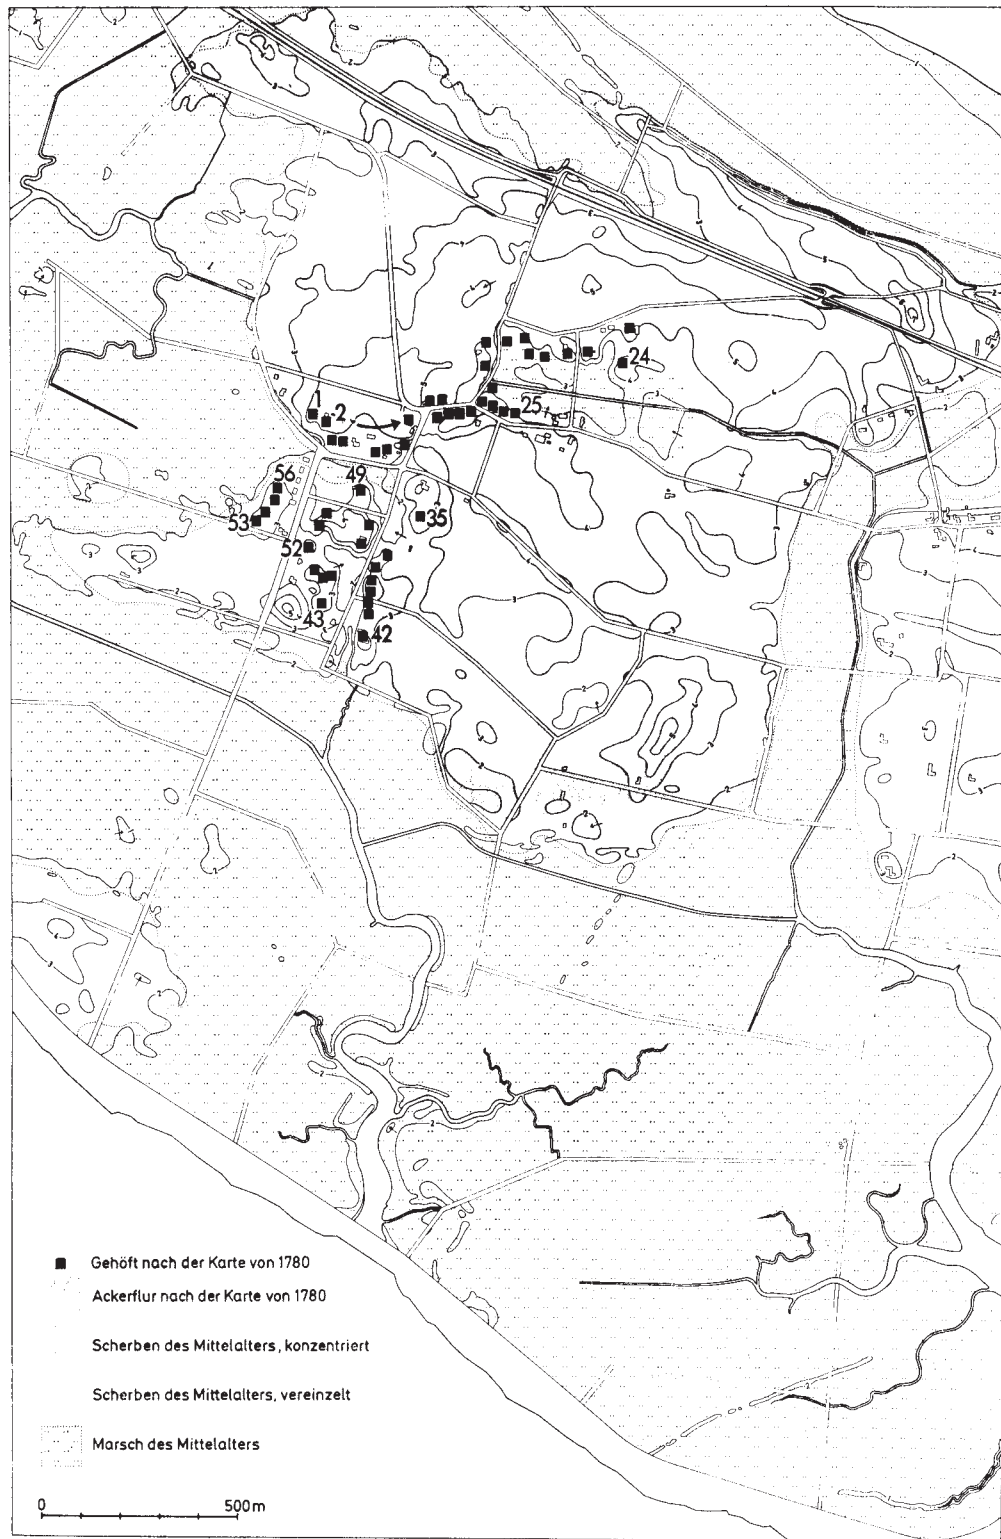 24
1
2
25
56
49
53
35
52
43
42
Gehöft nach der Karte von 1780
Ackerflur nach der Karte von 1780
Scherben des Mittelalters, konzentriert
Scherben des Mittelalters, vereinzelt
Marsch des Mittelalters
0 500m